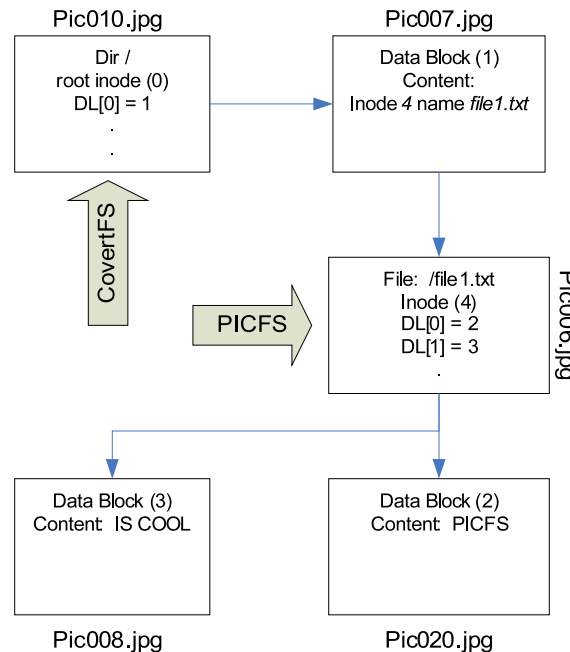 Pic010.jpg
Dir /
root inode (0)
DL[0] = 1
.
.
Pic007.jpg
Data Block (1)
Content:
Inode 4 name file1.txt
CovertFS
PICFS
File: /file1.txt
Inode (4)
DL[0] = 2
DL[1] = 3
.
Pic006.jpg
Data Block (3)
Content: IS COOL
Pic008.jpg
Data Block (2)
Content: PICFS
Pic020.jpg